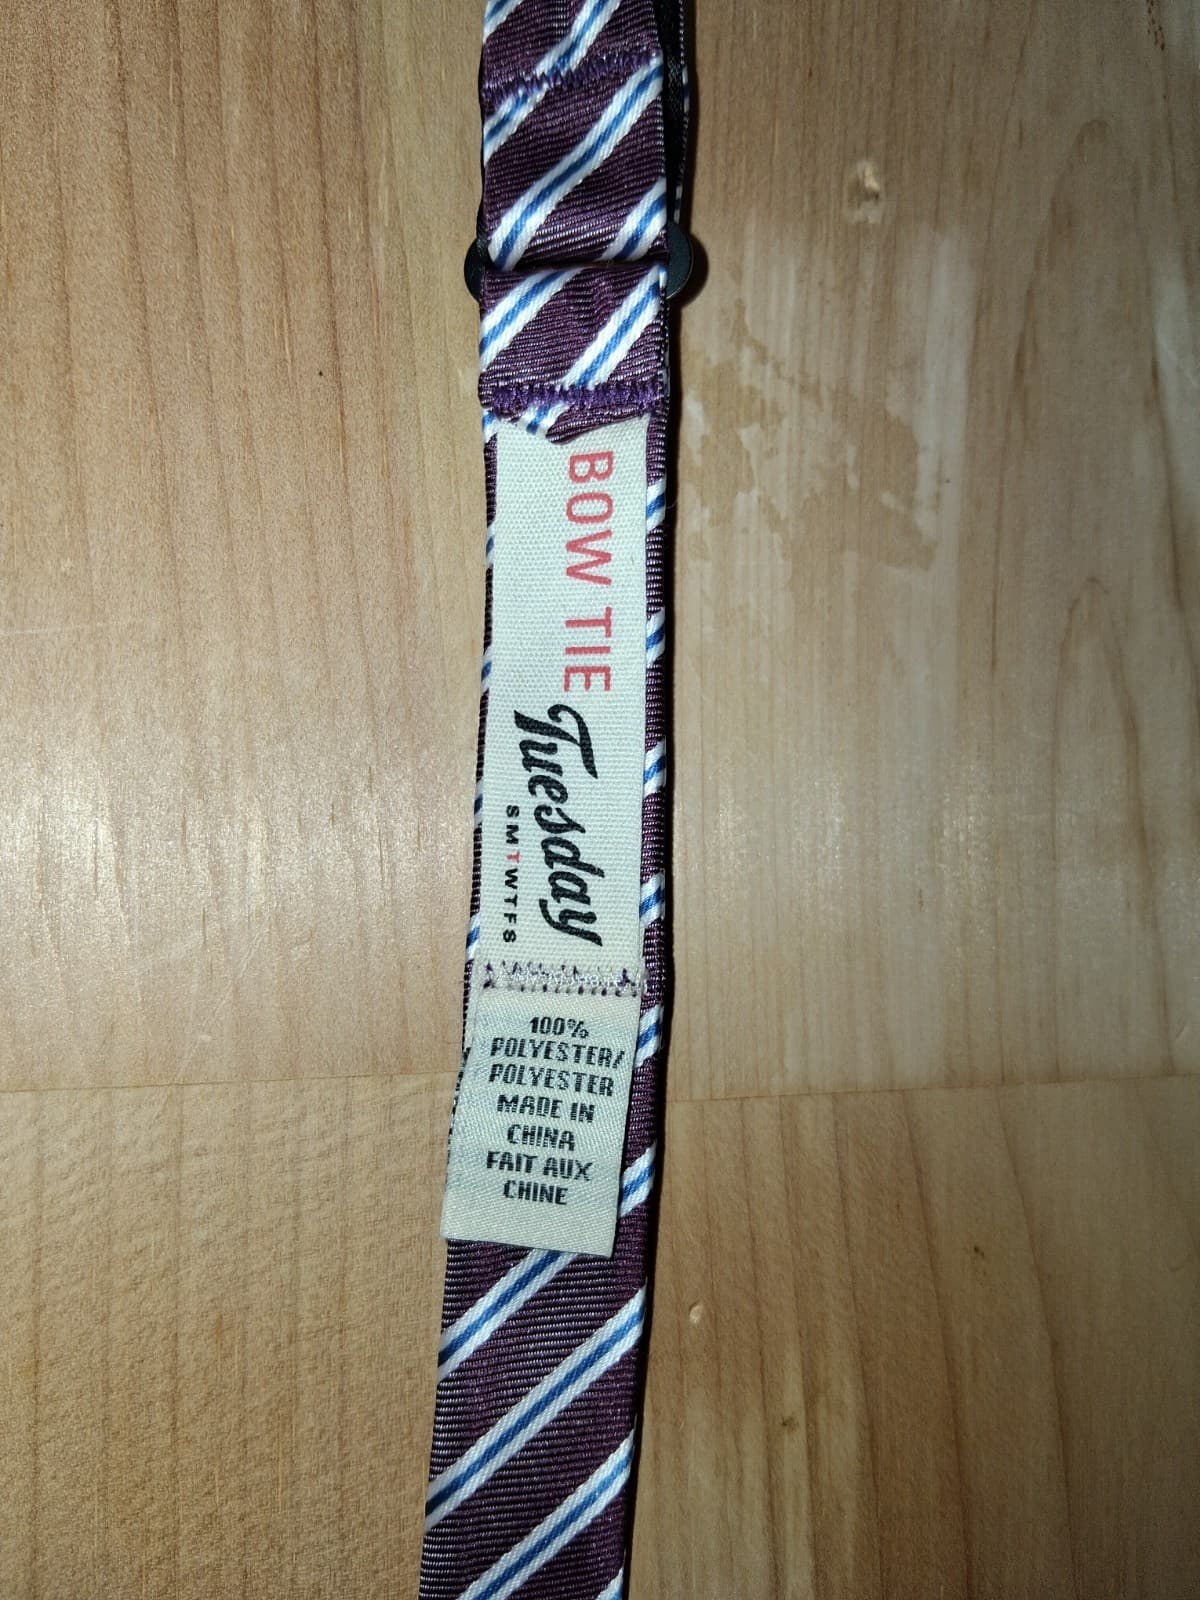 BOW TIE
Tuesday
SMTWTFS
100%
POLYESTER/
POLYESTER
MADE IN
CHINA
FAIT AUX
CHINE